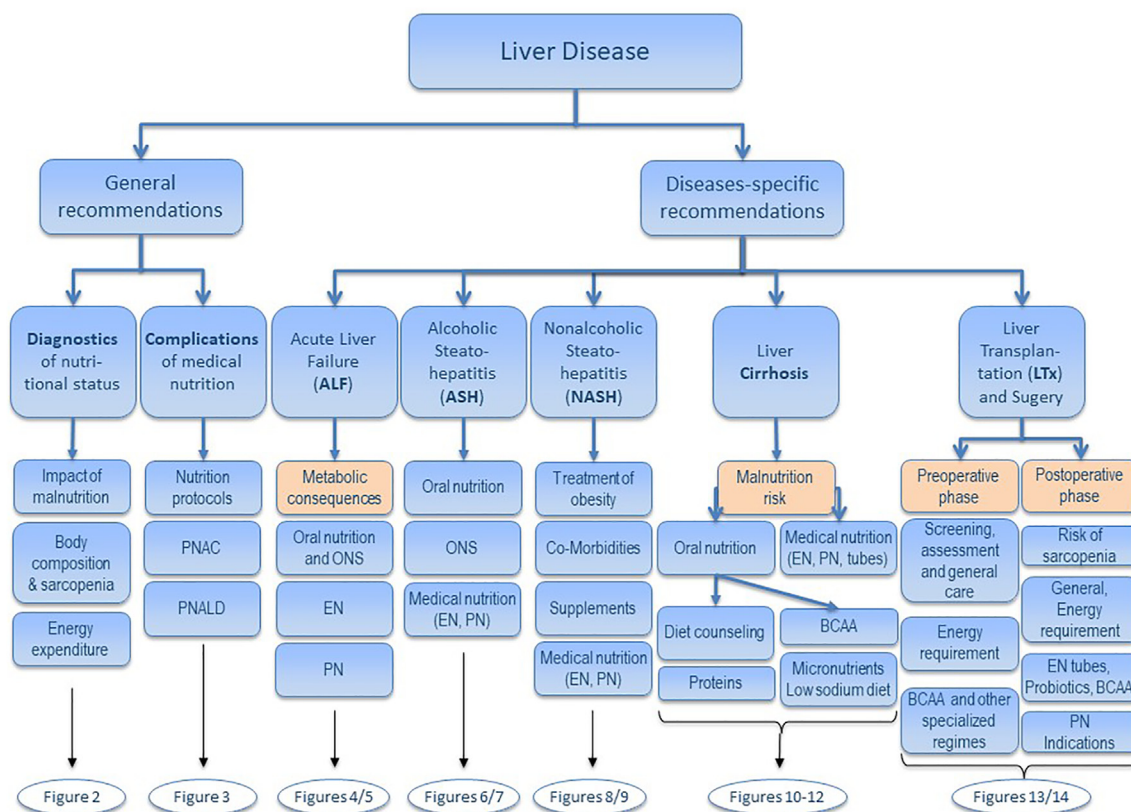 Liver Disease
General
recommendations
Diseases-specific
recommendations
Diagnostics
of nutri-
tional status
Complications
of medical
nutrition
Acute Liver
Failure
(ALF)
Alcoholic
Steato-
hepatitis
(ASH)
Nonalcoholic
Steato-
hepatitis
(NASH)
Liver
Cirrhosis
Liver
Transplan-
tation (LTx)
and Sugery
Impact of
malnutrition
Body
composition
& sarcopenia
Energy
expenditure
Nutrition
protocols
PNAC
PNALD
Metabolic
consequences
Oral nutrition
and ONS
EN
PN
Oral nutrition
ONS
Medical nutrition
(EN, PN)
Treatment of
obesity
Co-Morbidities
Supplements
Medical nutrition
(EN, PN)
Malnutrition
risk
Oral nutrition
Medical nutrition
(EN, PN, tubes)
Diet counseling
BCAA
Proteins
Micronutrients
Low sodium diet
Preoperative
phase
Screening,
assessment
and general
care
Energy
requirement
BCAA and other
specialized
regimes
Postoperative
phase
Risk of
sarcopenia
General,
Energy
requirement
EN tubes,
Probiotics, BCAA
PN
Indications
Figure 2
Figure 3
Figures 4/5
Figures 6/7
Figures 8/9
Figures 10-12
Figures 13/14